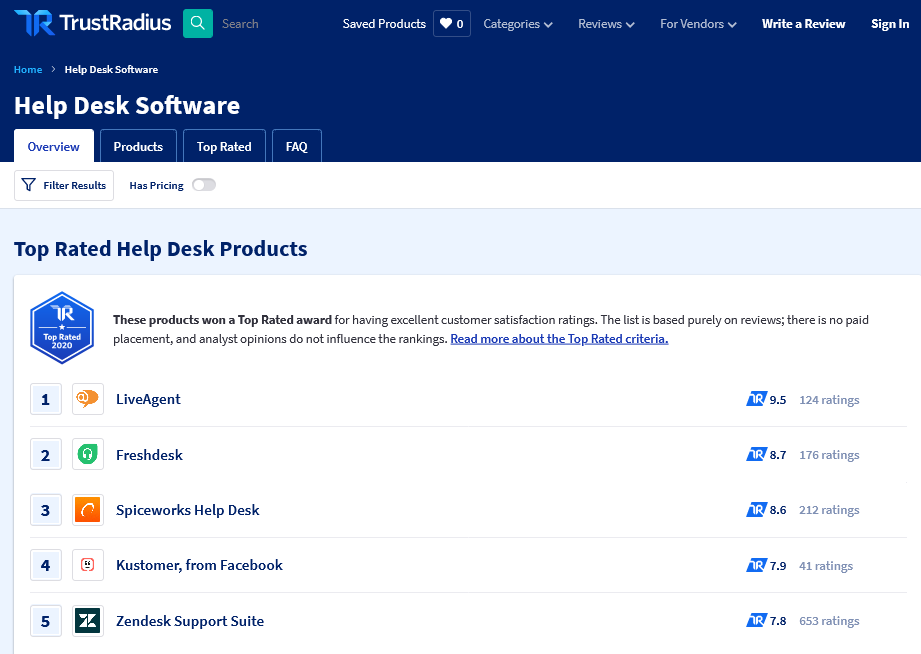 TrustRadius Search Saved Products 0 Categories Reviews For Vendors Write a Review Sign In
Home > Help Desk Software
Help Desk Software
Overview Products Top Rated FAQ
Filter Results Has Pricing
Top Rated Help Desk Products
TR
Top Rated
2020
These products won a Top Rated award for having excellent customer satisfaction ratings. The list is based purely on reviews; there is no paid
placement, and analyst opinions do not influence the rankings. Read more about the Top Rated criteria.
1 LiveAgent TR 9.5 124 ratings
2 Freshdesk TR 8.7 176 ratings
3 Spiceworks Help Desk TR 8.6 212 ratings
4 Kustomer, from Facebook TR 7.9 41 ratings
5 Zendesk Support Suite TR 7.8 653 ratings